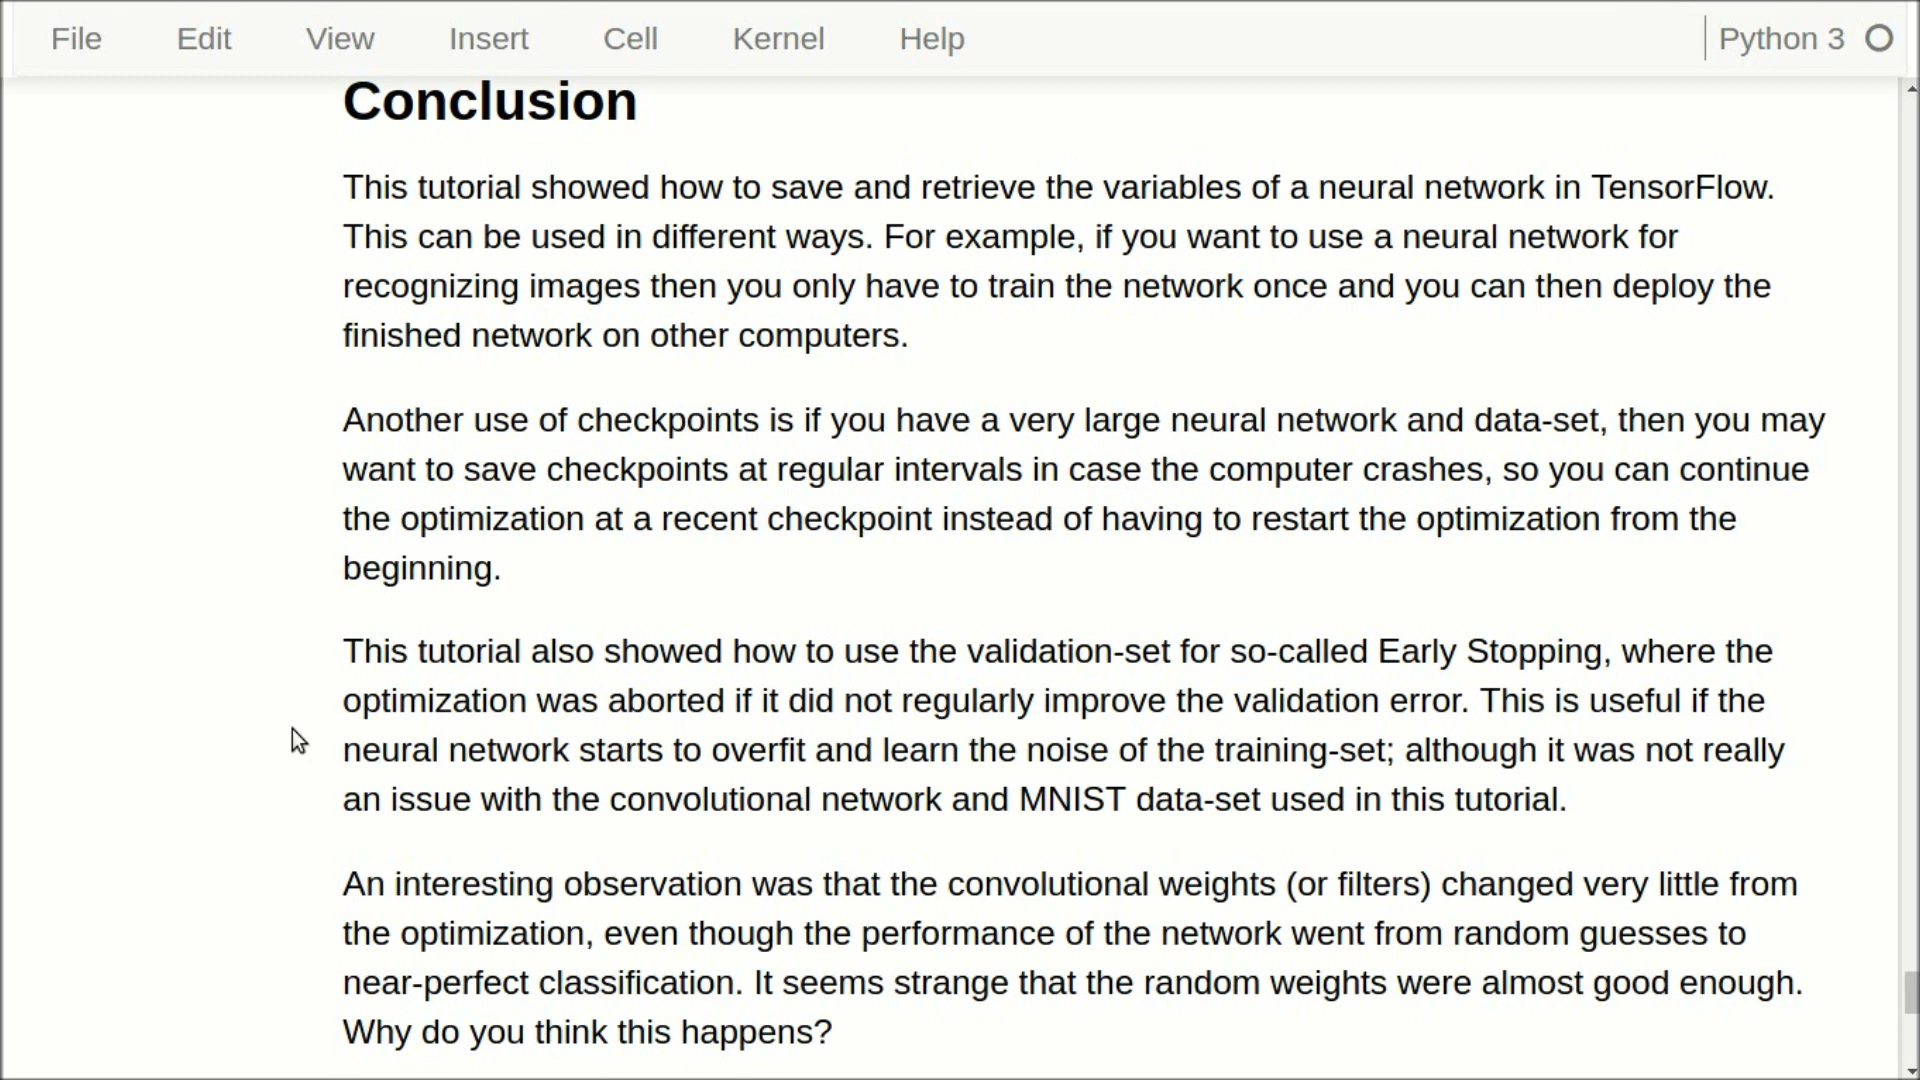 File Edit View Insert Cell Kernel Help Python 3
Conclusion
This tutorial showed how to save and retrieve the variables of a neural network in TensorFlow.
This can be used in different ways. For example, if you want to use a neural network for
recognizing images then you only have to train the network once and you can then deploy the
finished network on other computers.
Another use of checkpoints is if you have a very large neural network and data-set, then you may
want to save checkpoints at regular intervals in case the computer crashes, so you can continue
the optimization at a recent checkpoint instead of having to restart the optimization from the
beginning.
This tutorial also showed how to use the validation-set for so-called Early Stopping, where the
optimization was aborted if it did not regularly improve the validation error. This is useful if the
neural network starts to overfit and learn the noise of the training-set; although it was not really
an issue with the convolutional network and MNIST data-set used in this tutorial.
An interesting observation was that the convolutional weights (or filters) changed very little from
the optimization, even though the performance of the network went from random guesses to
near-perfect classification. It seems strange that the random weights were almost good enough.
Why do you think this happens?